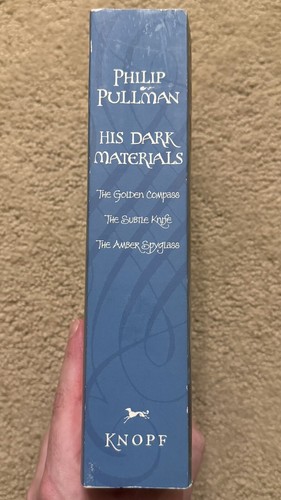 PHILIP
PULLMAN
HIS DARK
MATERIALS
The Golden Compass
The Subtle Knife
The Amber Spyglass
KNOPF